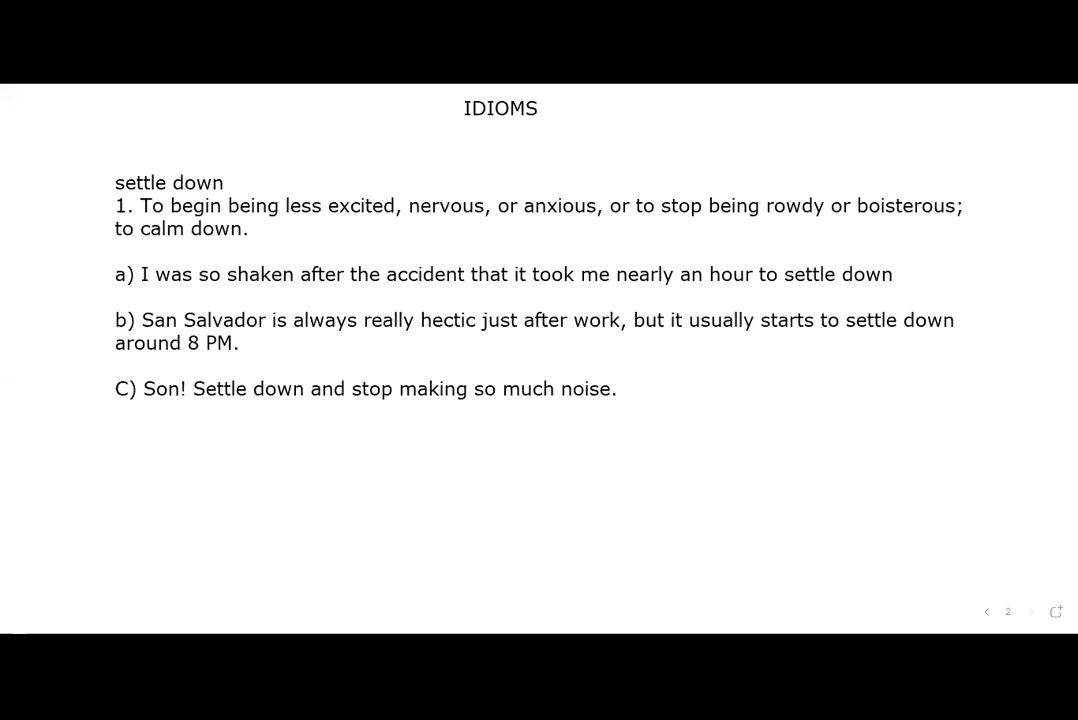 IDIOMS
settle down
1. To begin being less excited, nervous, or anxious, or to stop being rowdy or boisterous;
to calm down.
a) I was so shaken after the accident that it took me nearly an hour to settle down
b) San Salvador is always really hectic just after work, but it usually starts to settle down
around 8 PM.
C) Son! Settle down and stop making so much noise.
2